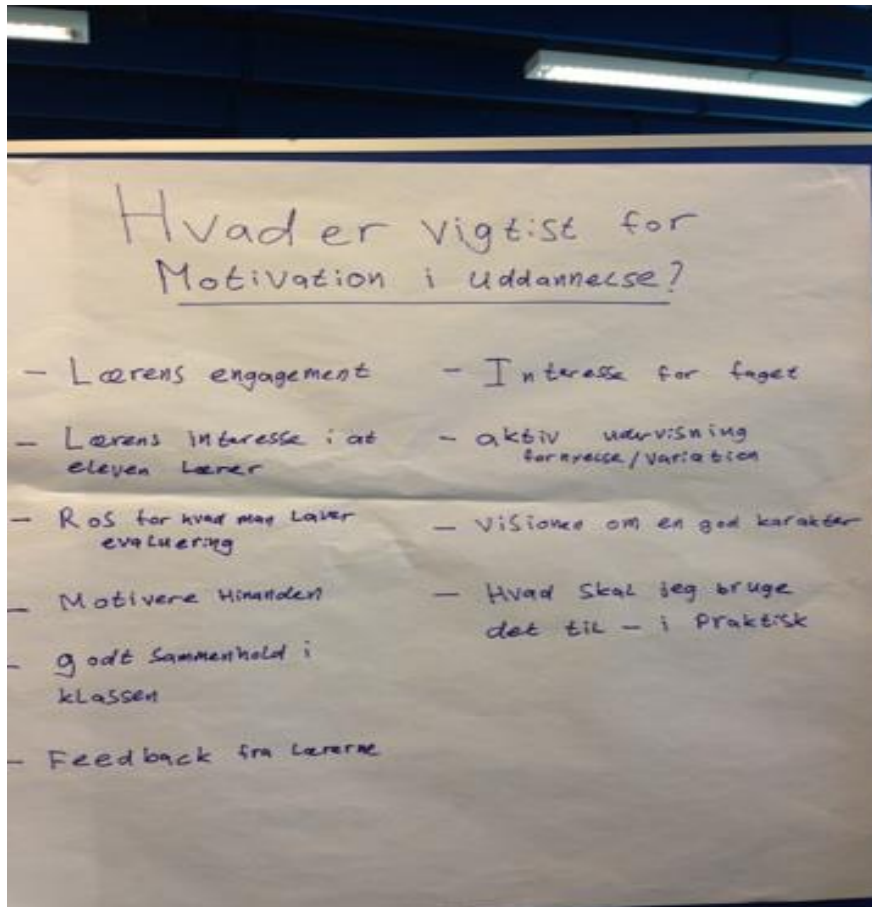 Hvad er vigtist for
Motivation i uddannelse?
- Lærens engagement
- Lærens interesse i at
eleven Lærer
- Ros for hvad man Laver
evaluering
- Motivere Hinanden
- godt Sammenhold i
kLassen
- Feedback fra Lærerne
- Interesse for faget
- aktiv
fornyelse/variation
- Visionen om en god karakter
- Hvad Skal jeg bruge
det tiL - i Praktisk